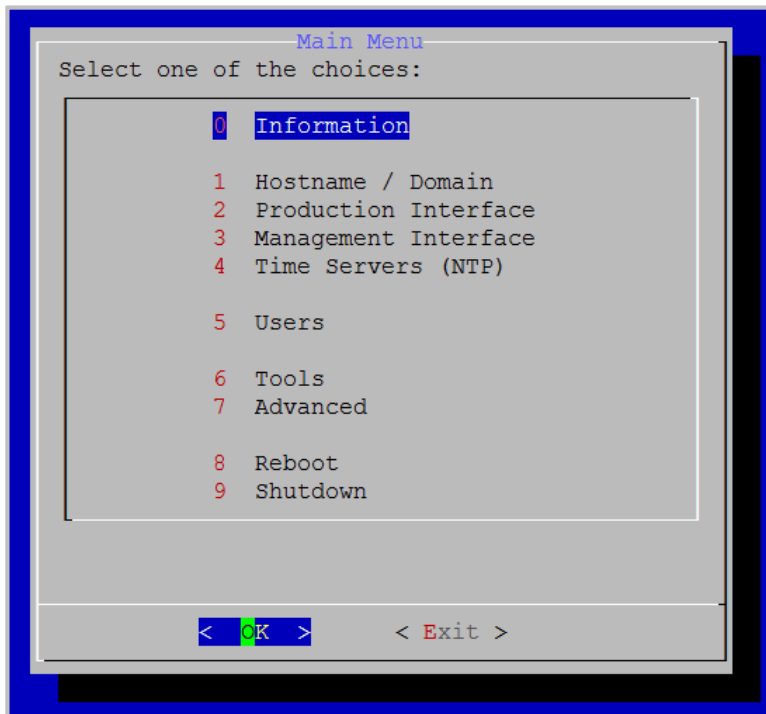 Main Menu
Select one of the choices:
0 Information
1 Hostname / Domain
2 Production Interface
3 Management Interface
4 Time Servers (NTP)
5 Users
6 Tools
7 Advanced
8 Reboot
9 Shutdown
< OK > < Exit >